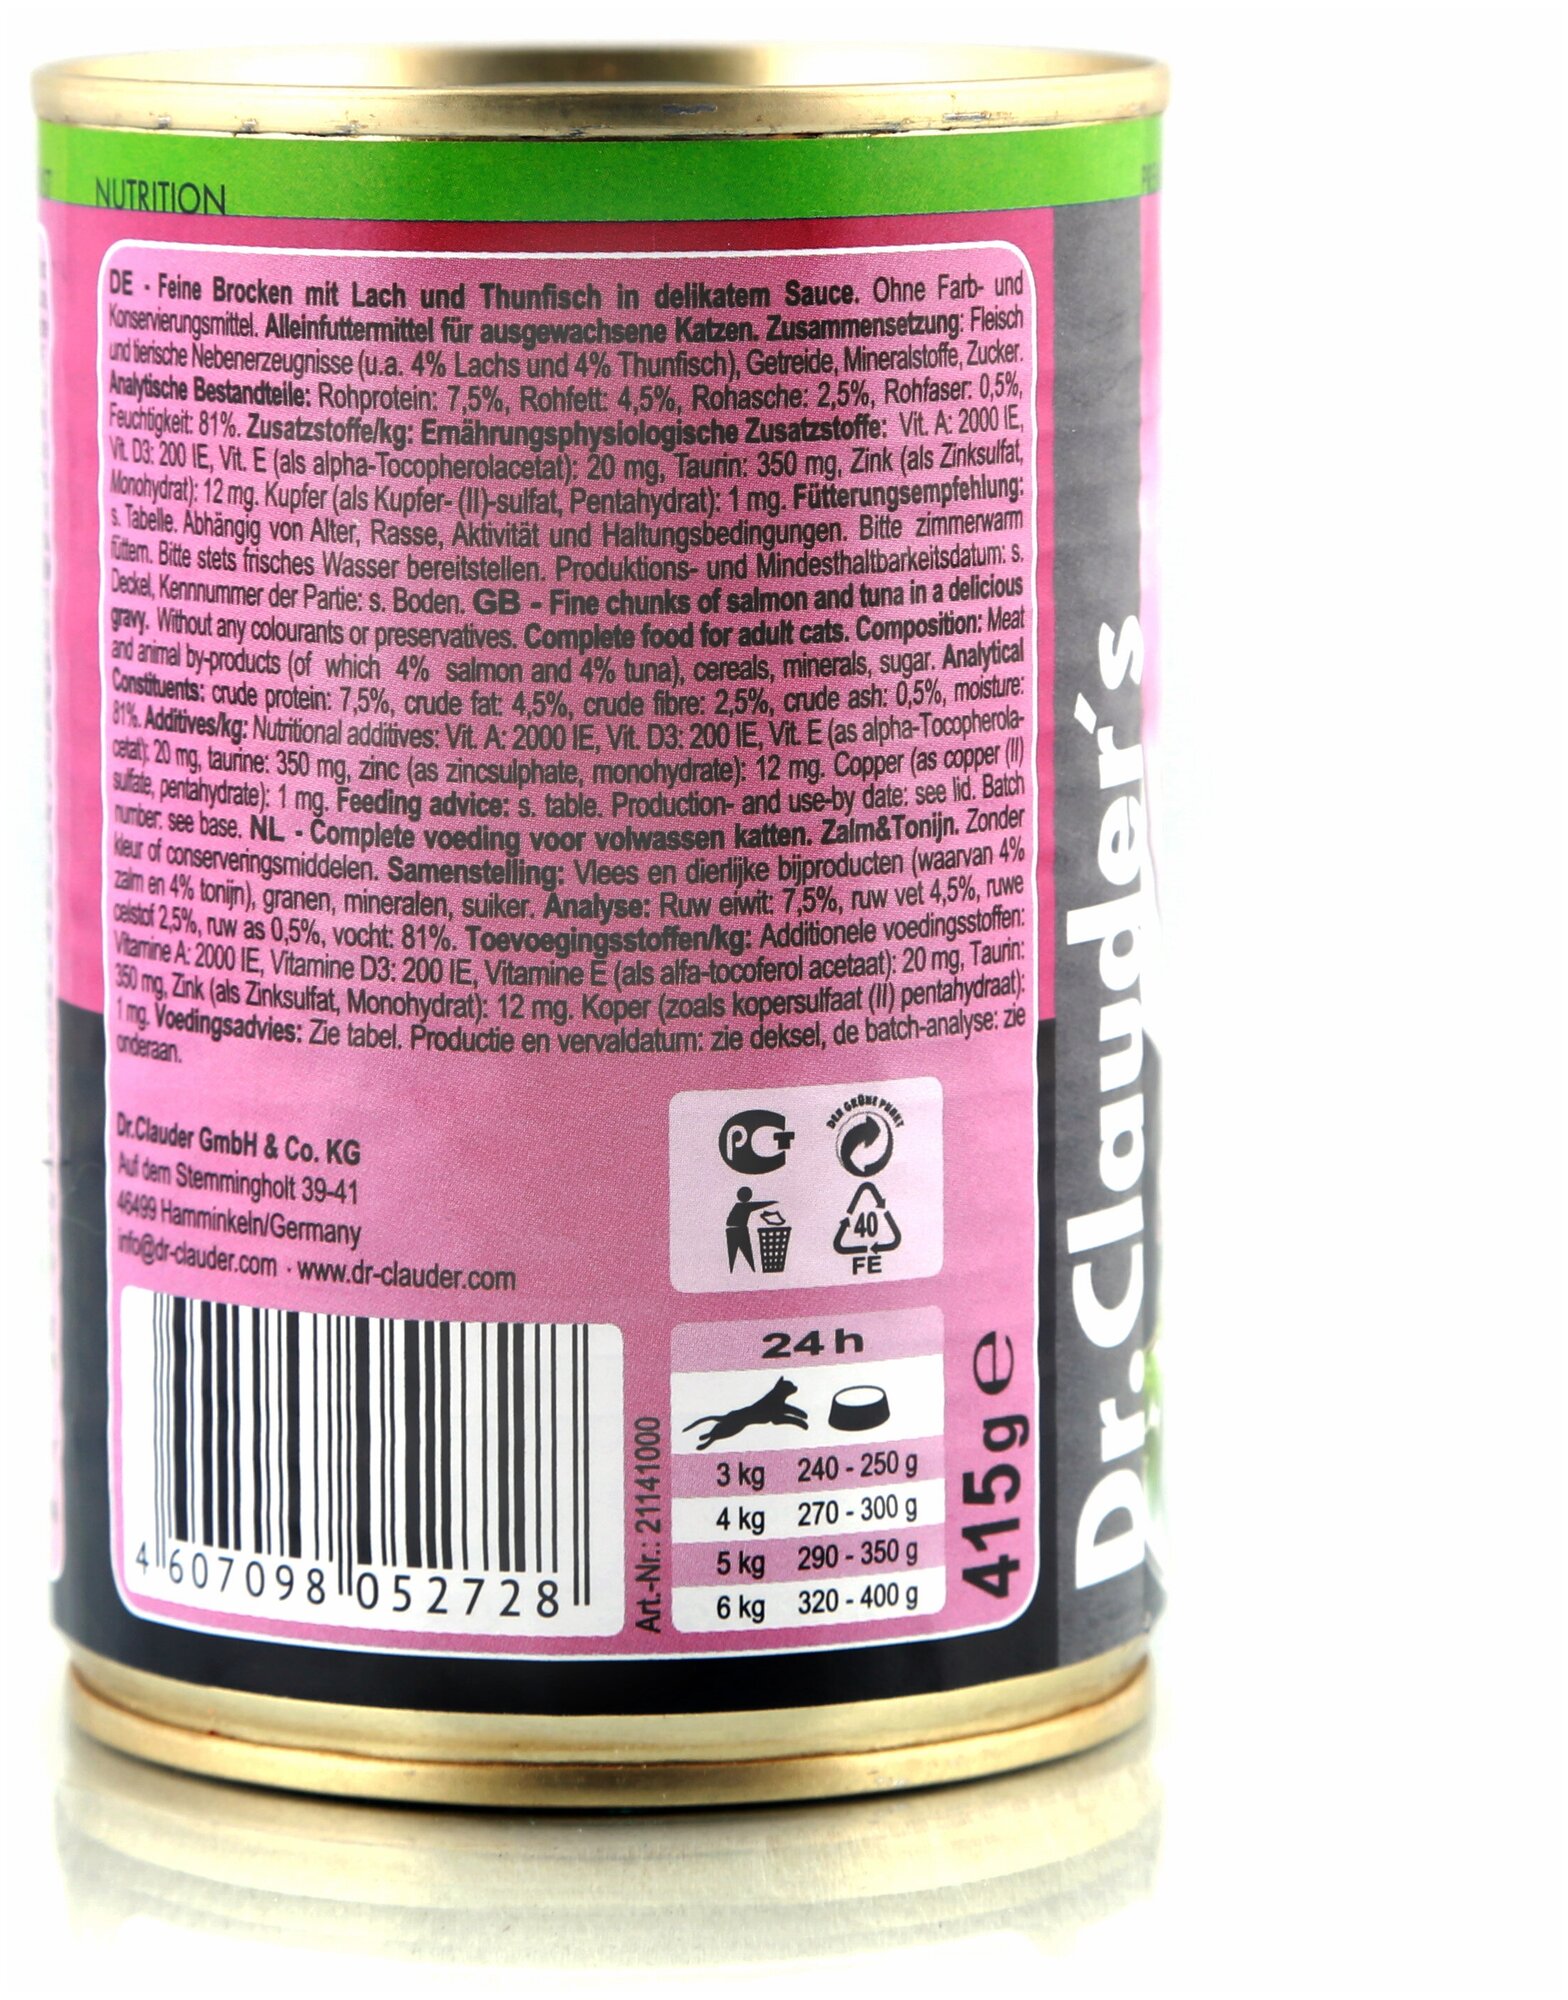 NUTRITION
DE - Feine Brocken mit Lach und Thunfisch in delikatem Sauce. Ohne Farb- und
Konservierungsmittel. Alleinfuttermittel für ausgewachsene Katzen. Zusammensetzung: Fleisch
und tierische Nebenerzeugnisse (u.a. 4% Lachs und 4% Thunfisch), Getreide, Mineralstoffe, Zucker.
Analytische Bestandteile: Rohprotein: 7,5%, Rohfett: 4,5%, Rohasche: 2,5%, Rohfaser: 0,5%,
Feuchtigkeit: 81%. Zusatzstoffe/kg: Ernährungsphysiologische Zusatzstoffe: Vit. A: 2000 IE,
Vit. D3: 200 IE, Vit. E (als alpha-Tocopherolacetat): 20 mg, Taurin: 350 mg, Zink (als Zinksulfat,
Monohydrat): 12 mg. Kupfer (als Kupfer- (II)-sulfat, Pentahydrat): 1 mg. Fütterungsempfehlung:
s. Tabelle. Abhängig von Alter, Rasse, Aktivität und Haltungsbedingungen. Bitte zimmerwarm
füttern. Bitte stets frisches Wasser bereitstellen. Produktions- und Mindesthaltbarkeitsdatum: s.
Deckel, Kennnummer der Partie: s. Boden. GB - Fine chunks of salmon and tuna in a delicious
gravy. Without any colourants or preservatives. Complete food for adult cats. Composition: Meat
and animal by-products (of which 4% salmon and 4% tuna), cereals, minerals, sugar. Analytical
Constituents: crude protein: 7,5%, crude fat: 4,5%, crude fibre: 2,5%, crude ash: 0,5%, moisture:
81%. Additives/kg: Nutritional additives: Vit. A: 2000 IE, Vit. D3: 200 IE, Vit. E (as alpha-Tocopherola-
cetat): 20 mg, taurine: 350 mg, zinc (as zincsulphate, monohydrate): 12 mg. Copper (as copper (II)
sulfate, pentahydrate): 1 mg. Feeding advice: s. table. Production- and use-by date: see lid. Batch
number: see base. NL - Complete voeding voor volwassen katten. Zalm&Tonijn. Zonder
kleur of conserveringsmiddelen. Samenstelling: Vlees en dierlijke bijproducten (waarvan 4%
zalm en 4% tonijn), granen, mineralen, suiker. Analyse: Ruw eiwit: 7,5%, ruw vet 4,5%, ruwe
celstof 2,5%, ruw as 0,5%, vocht: 81%. Toevoegingsstoffen/kg: Additionele voedingsstoffen:
Vitamine A: 2000 IE, Vitamine D3: 200 IE, Vitamine E (als alfa-tocoferol acetaat): 20 mg, Taurin:
350 mg, Zink (als Zinksulfat, Monohydrat): 12 mg. Koper (zoals kopersulfaat (II) pentahydraat):
1 mg. Voedingsadvies: Zie tabel. Productie en vervaldatum: zie deksel, de batch-analyse: zie
onderaan.
Dr.Clauder GmbH & Co. KG
Auf dem Stemmingholt 39-41
46499 Hamminkeln/Germany
info@dr-clauder.com · www.dr-clauder.com
PCT
DER GRÜNE PUNKT
40
FE
24 h
3 kg 240 - 250 g
4 kg 270 - 300 g
5 kg 290 - 350 g
6 kg 320 - 400 g
415g e
Art.-Nr.: 21141000
4 607098 052728
Dr.Clauder's